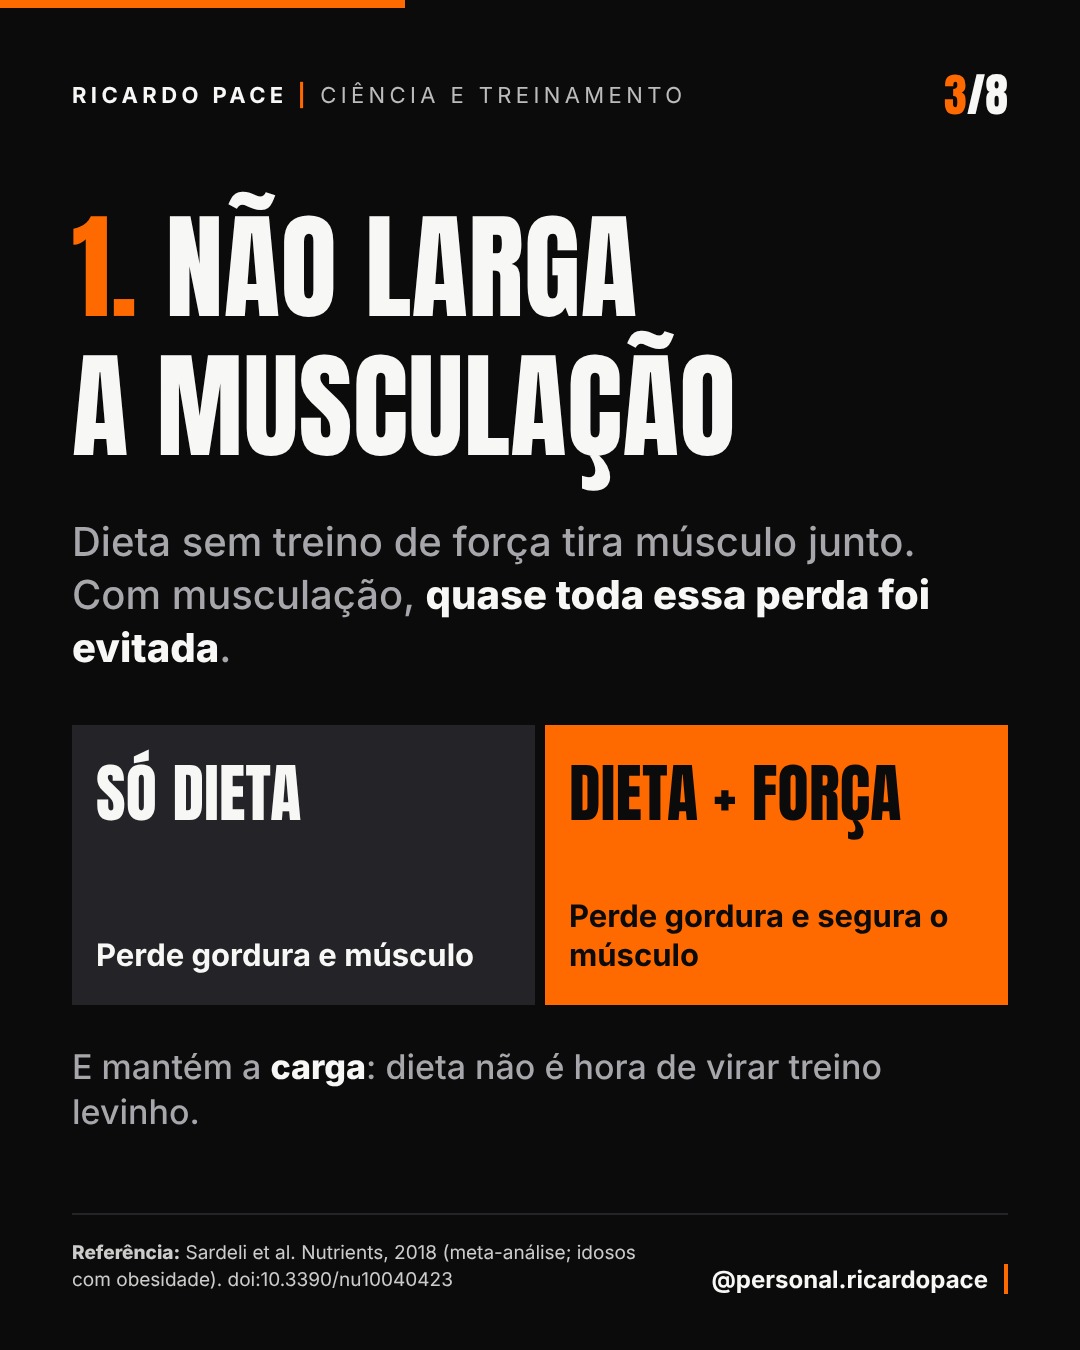 RICARDO PACE | CIÊNCIA E TREINAMENTO
3/8
1. NÃO LARGA
A MUSCULAÇÃO
Dieta sem treino de força tira músculo junto.
Com musculação, quase toda essa perda foi
evitada.
SÓ DIETA
Perde gordura e músculo
DIETA + FORÇA
Perde gordura e segura o
músculo
E mantém a carga: dieta não é hora de virar treino
levinho.
Referência: Sardeli et al. Nutrients, 2018 (meta-análise; idosos
com obesidade). doi:10.3390/nu10040423
@personal.ricardopace